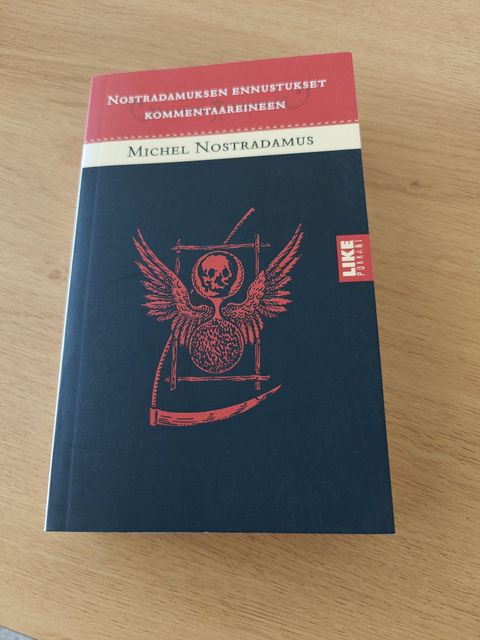 Nostradamuksen ennustukset
kommentaareineen
Michel Nostradamus
LIKE
POKKARI